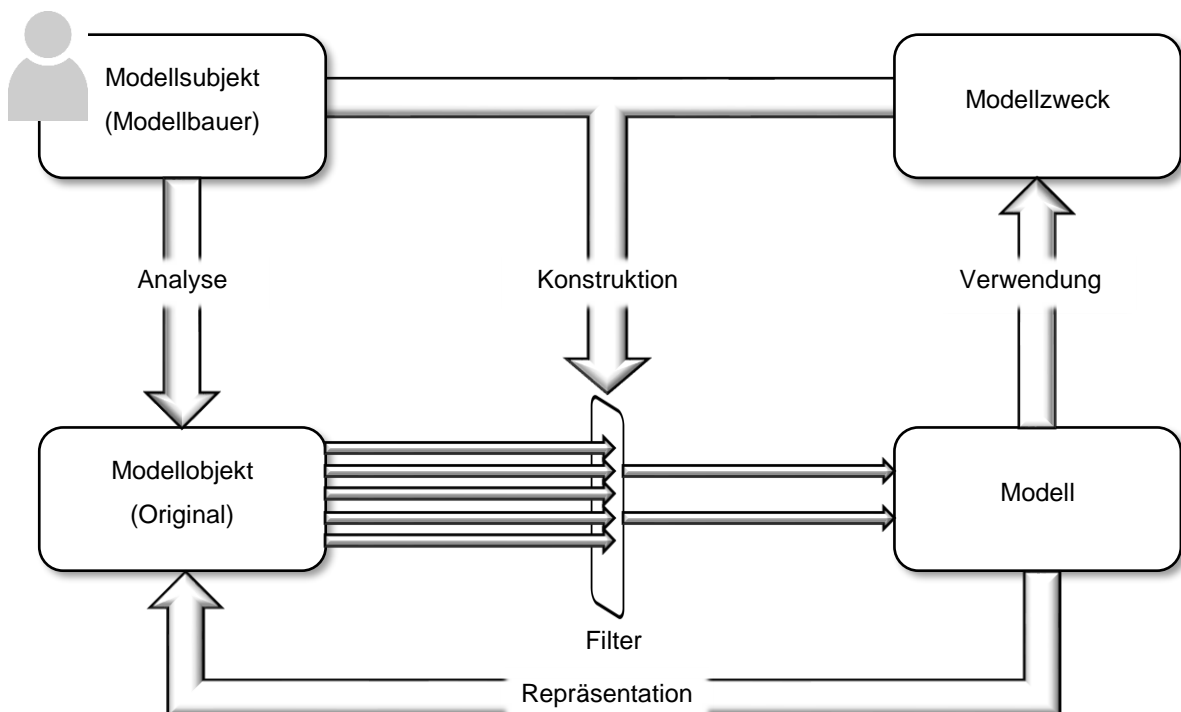 Modellsubjekt
(Modellbauer)
Modellzweck
Analyse
Konstruktion
Verwendung
Modellobjekt
(Original)
Modell
Filter
Repräsentation